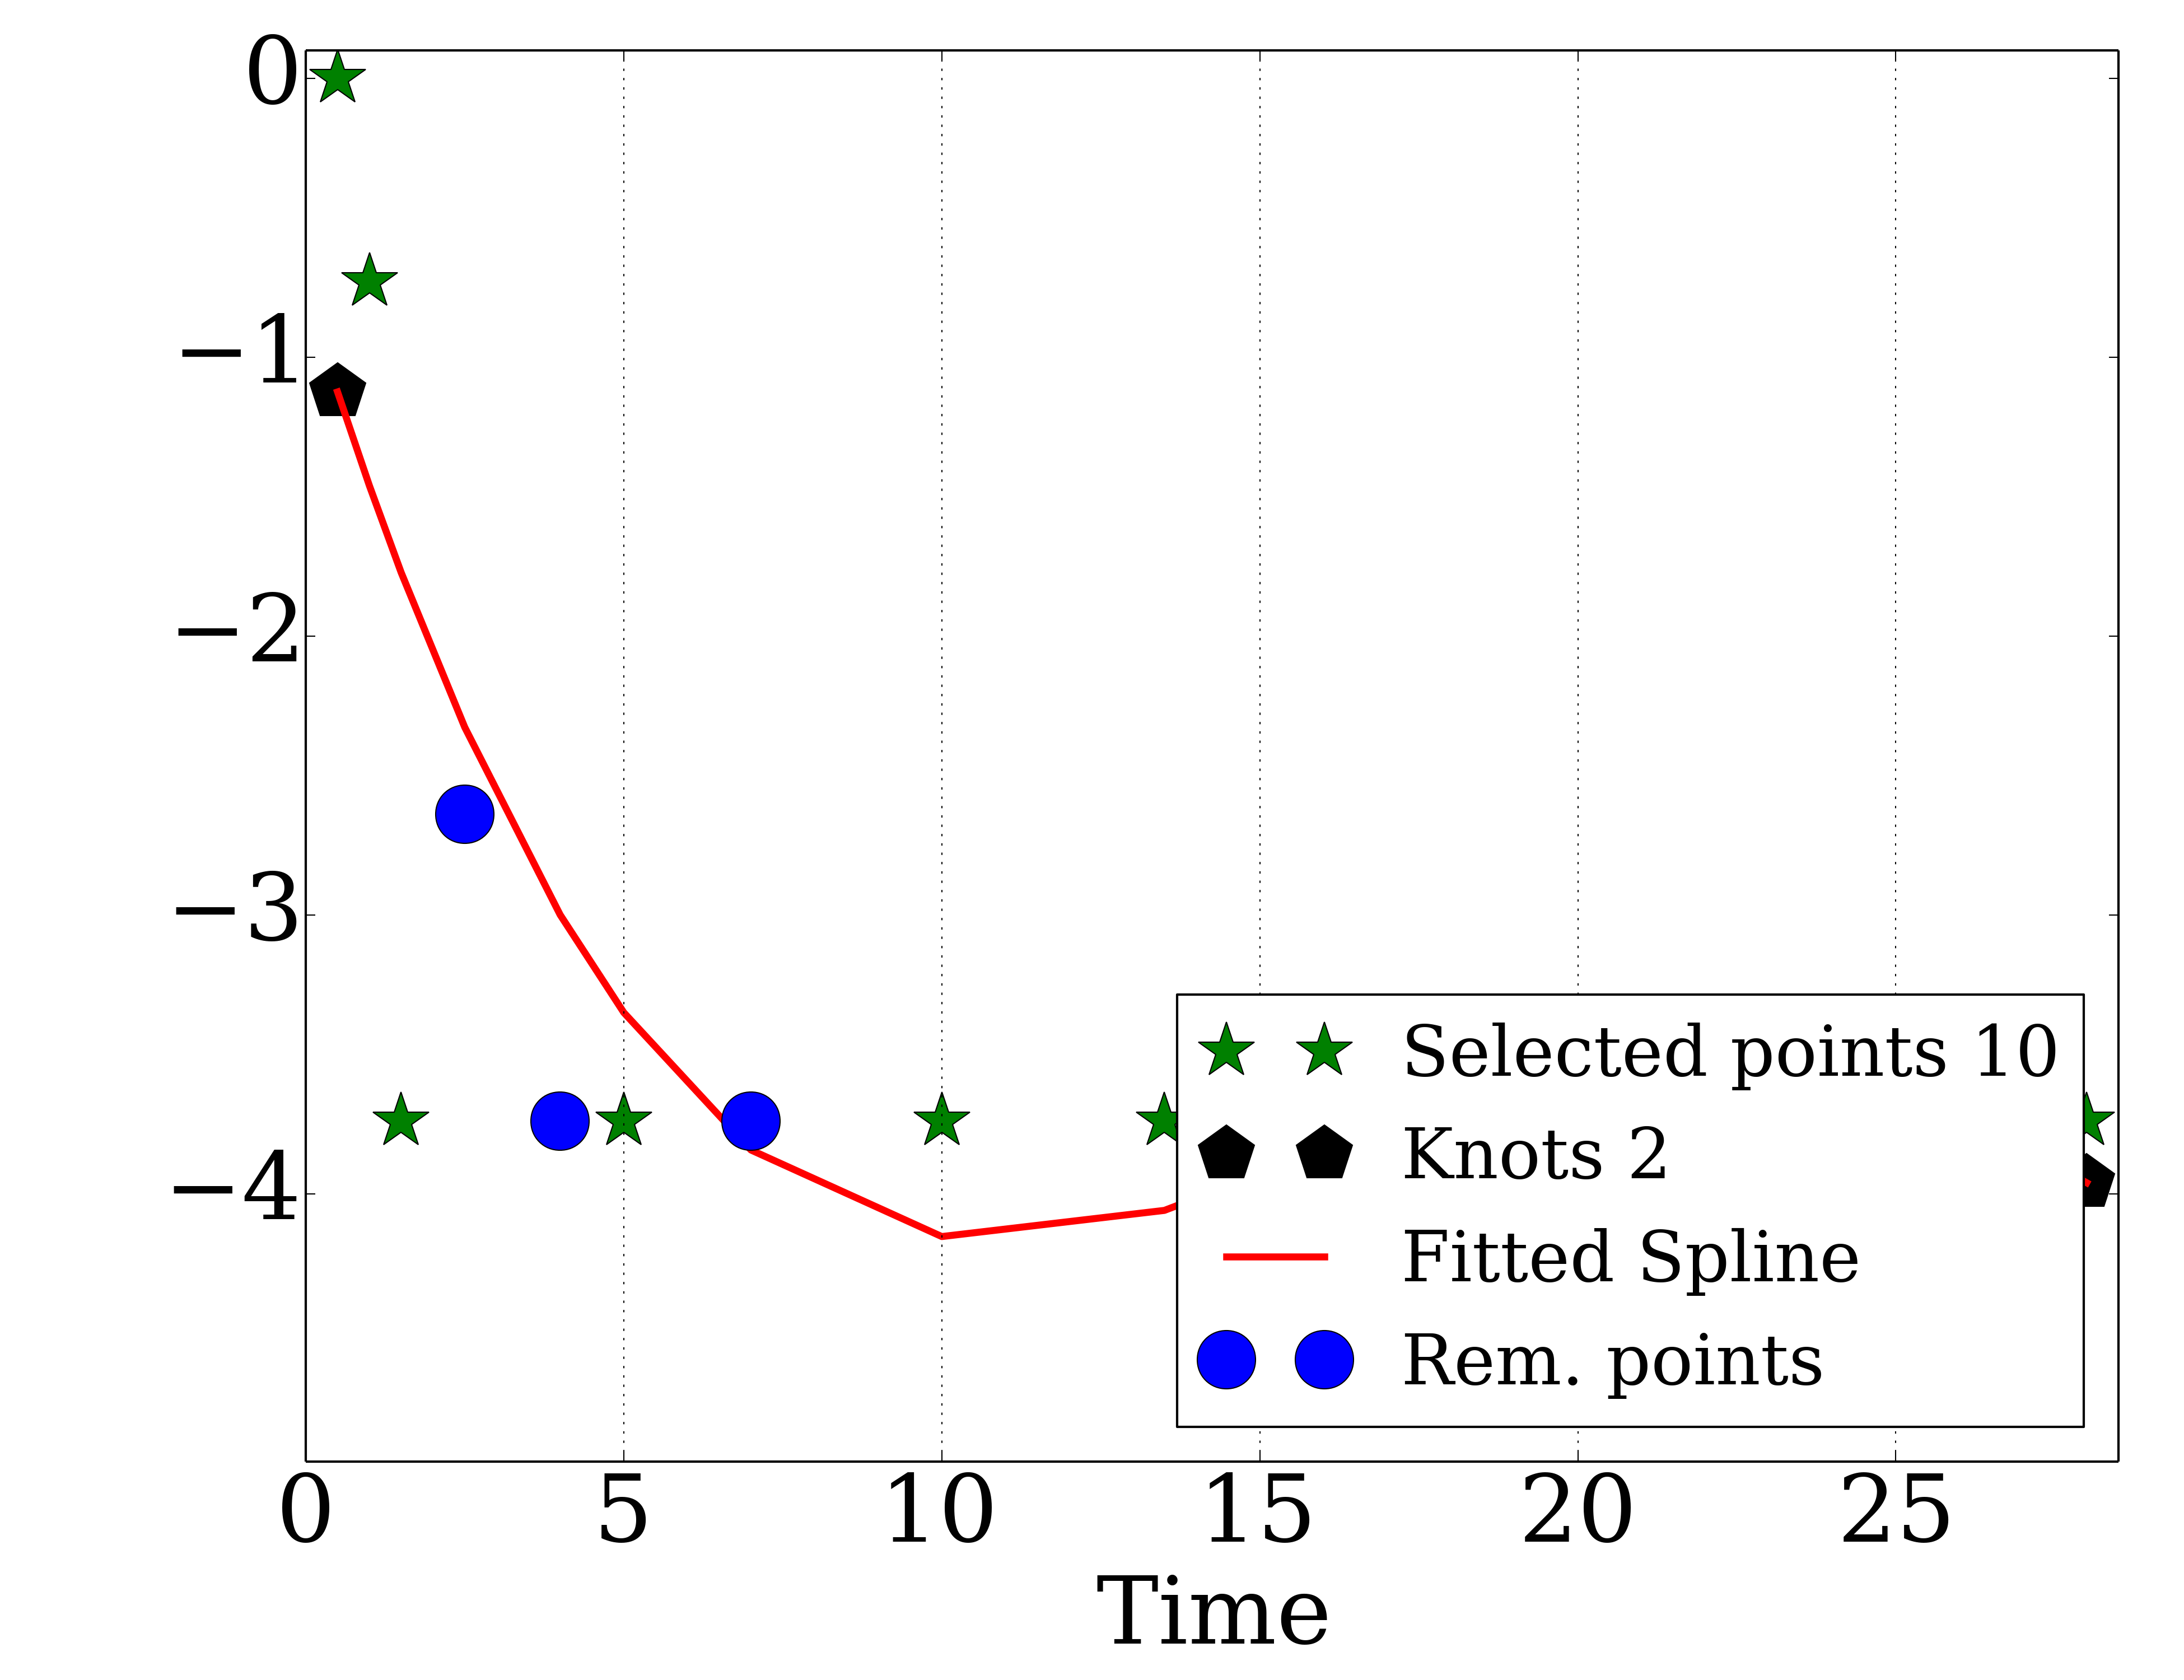 0
−1
−2
−3
−4
Selected points 10
Knots 2
Fitted Spline
Rem. points
0 5 10 15 20 25
Time